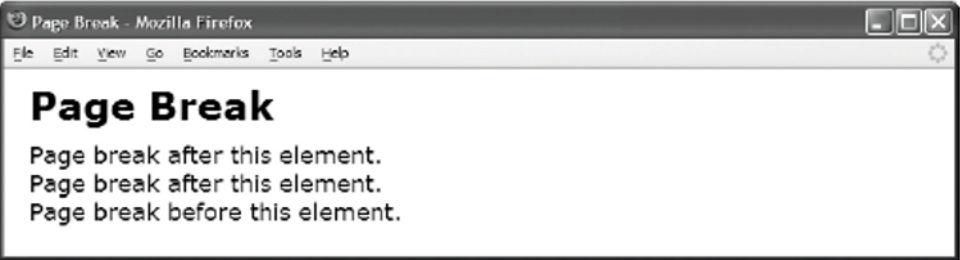 Page Break - Mozilla Firefox
File Edit View Go Bookmarks Tools Help
Page Break
Page break after this element.
Page break after this element.
Page break before this element.